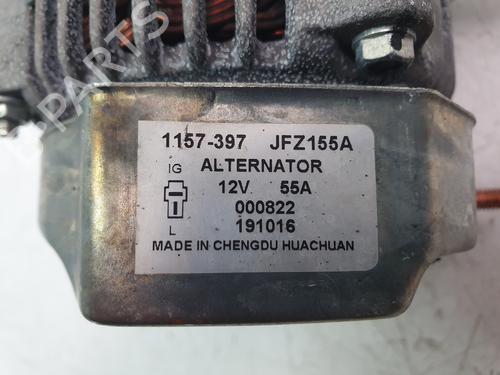 1157-397 JFZ155A
IG ALTERNATOR
12V 55A
000822
L 191016
MADE IN CHENGDU HUACHUAN
B-PARTS